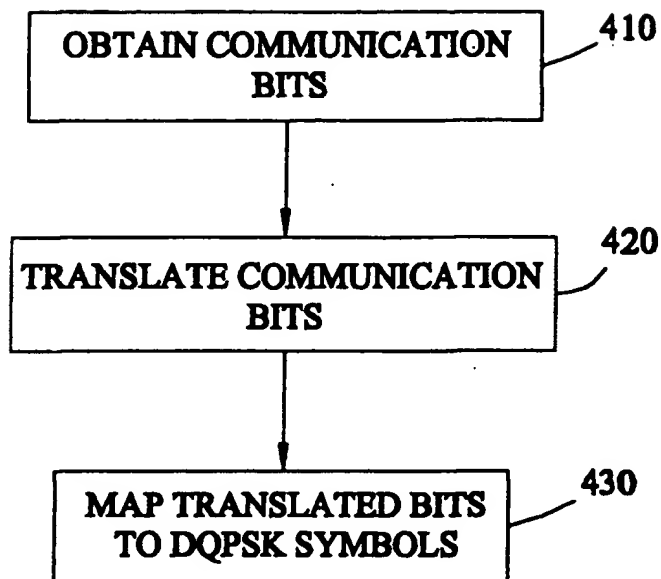 OBTAIN COMMUNICATION
BITS
410
TRANSLATE COMMUNICATION
BITS
420
MAP TRANSLATED BITS
TO DQPSK SYMBOLS
430